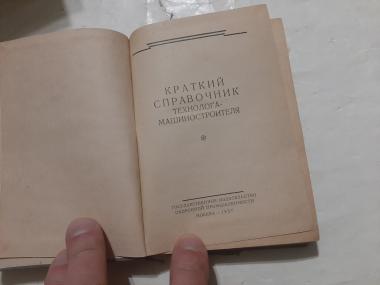 КРАТКИЙ
СПРАВОЧНИК
ТЕХНОЛОГА-
МАШИНОСТРОИТЕЛЯ
ГОСУДАРСТВЕННОЕ ИЗДАТЕЛЬСТВО
ОБОРОННОЙ ПРОМЫШЛЕННОСТИ
МОСКВА —